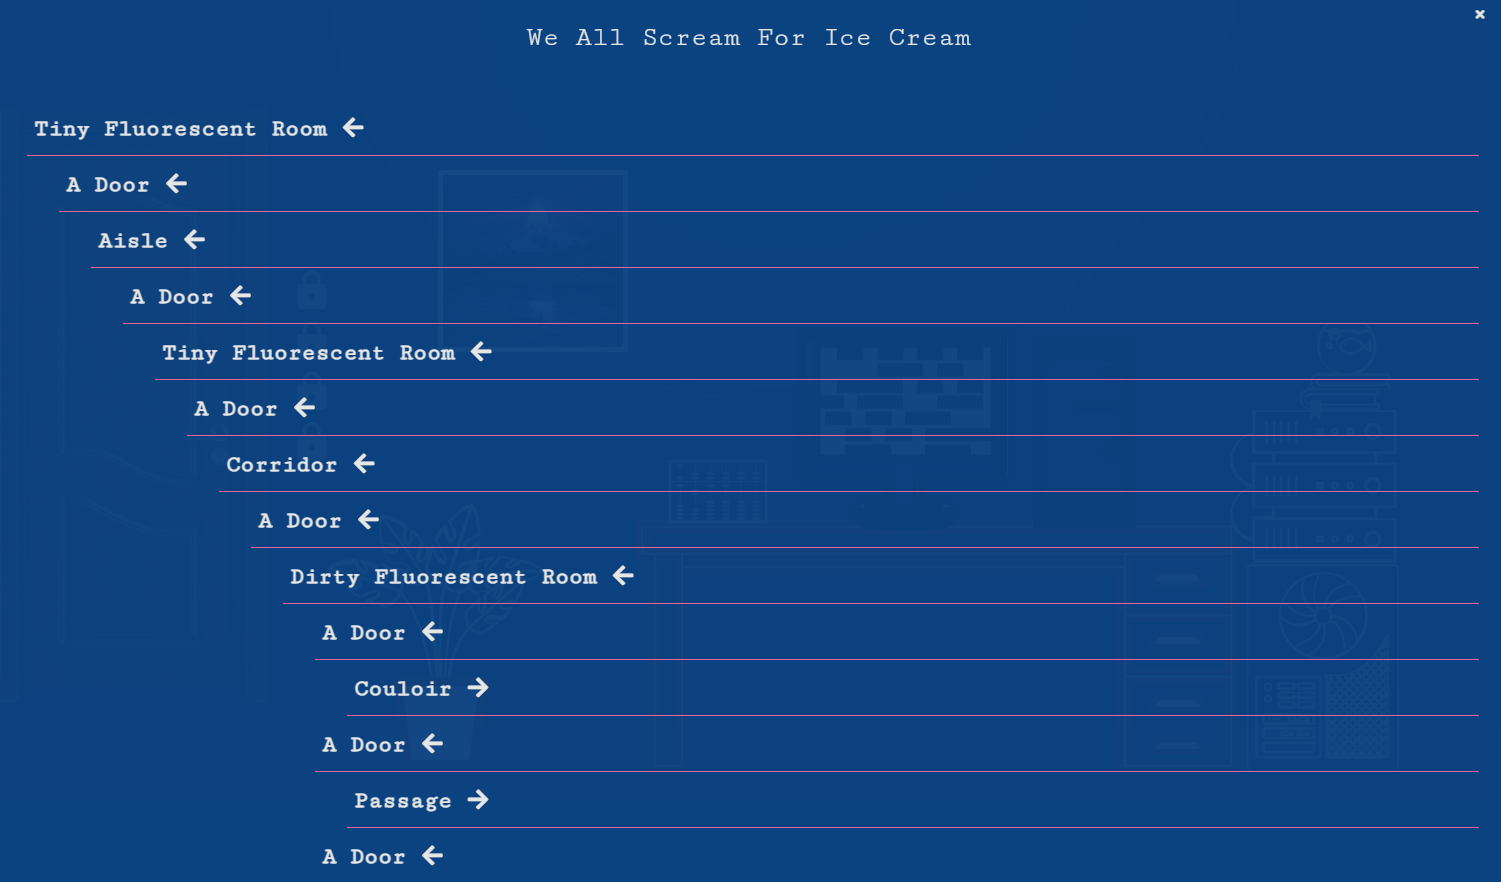 We All Scream For Ice Cream
Tiny Fluorescent Room
A Door
Aisle
A Door
Tiny Fluorescent Room
A Door
Corridor
A Door
Dirty Fluorescent Room
A Door
Couloir
A Door
Passage
A Door